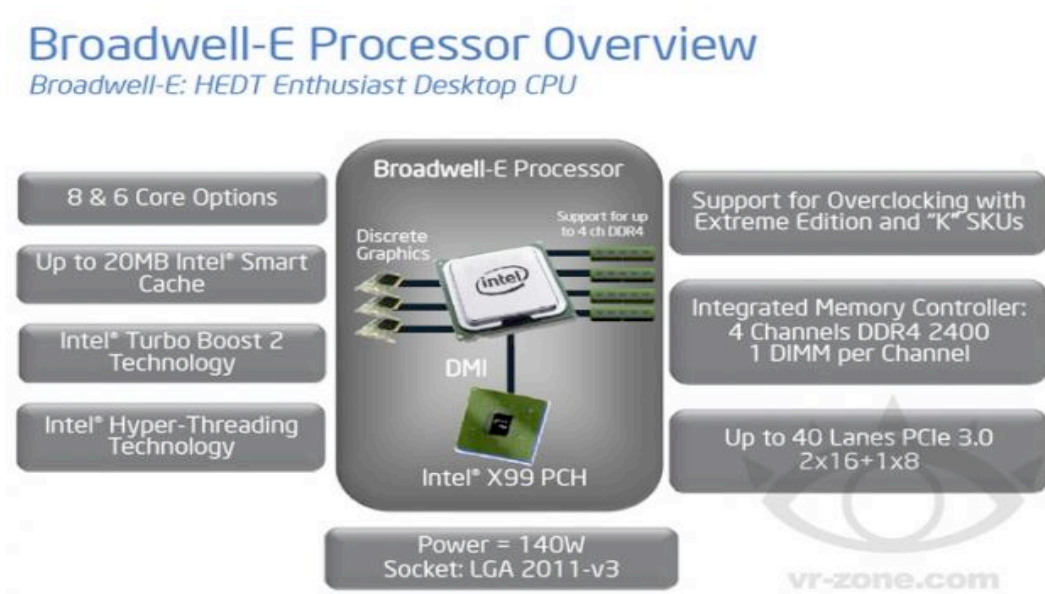 Broadwell-E Processor Overview
Broadwell-E: HEDT Enthusiast Desktop CPU
8 & 6 Core Options
Up to 20MB Intel® Smart
Cache
Intel® Turbo Boost 2
Technology
Intel® Hyper-Threading
Technology
Broadwell-E Processor
Discrete
Graphics
Support for up
to 4 ch DDR4
intel
DMI
Intel® X99 PCH
Support for Overclocking with
Extreme Edition and "K" SKUs
Integrated Memory Controller:
4 Channels DDR4 2400
1 DIMM per Channel
Up to 40 Lanes PCIe 3.0
2x16+1x8
Power = 140W
Socket: LGA 2011-v3
vr-zone.com